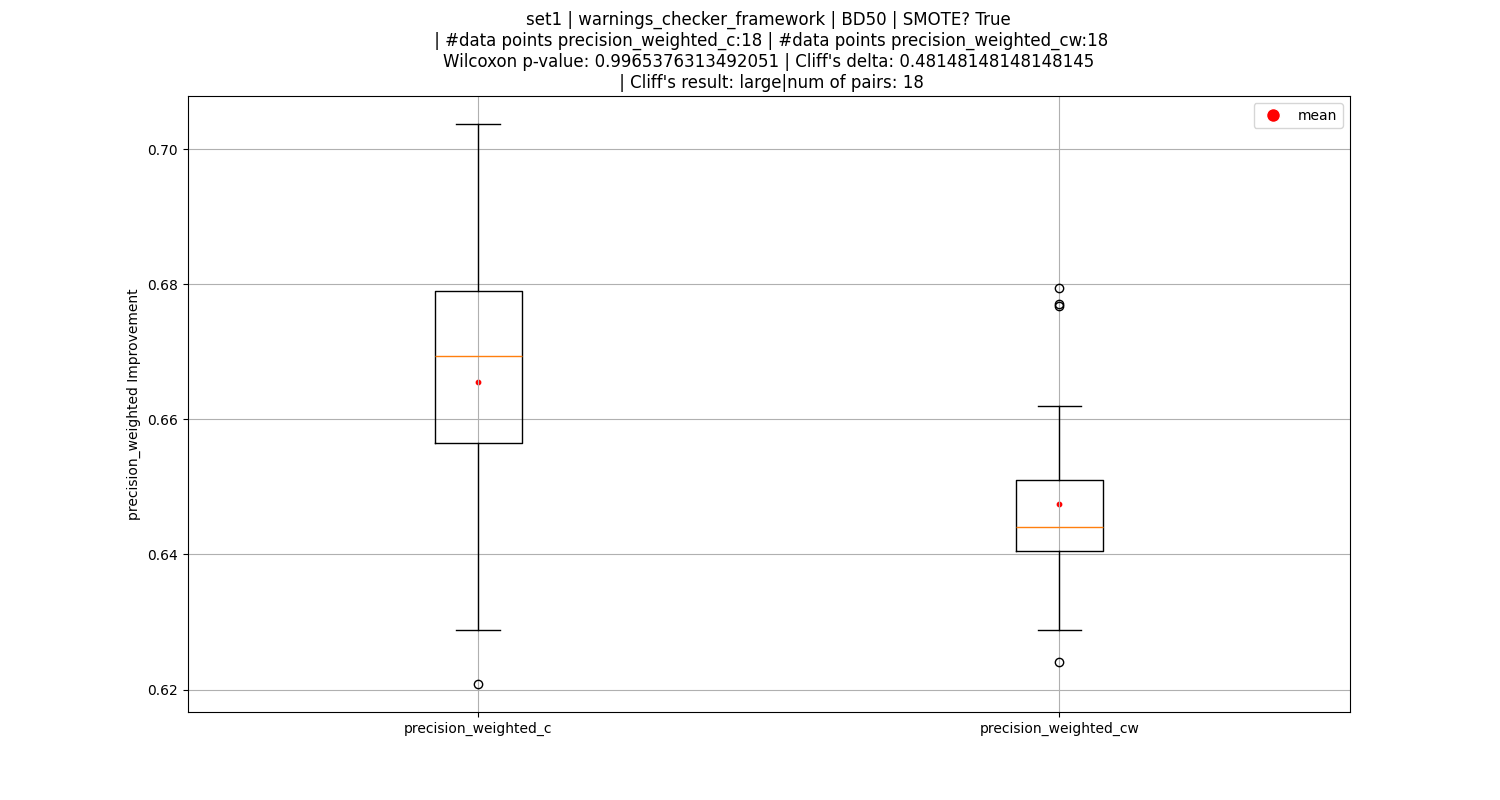 set1 | warnings_checker_framework | BD50 | SMOTE? True
| #data points precision_weighted_c:18 | #data points precision_weighted_cw:18
Wilcoxon p-value: 0.9965376313492051 | Cliff's delta: 0.48148148148148145
| Cliff's result: large|num of pairs: 18
mean
0.70
0.68
0.66
0.64
0.62
precision_weighted Improvement
precision_weighted_c
precision_weighted_cw